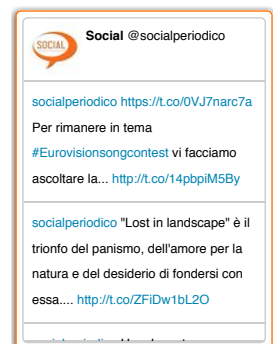 SOCIAL
Social @socialperiodico
socialperiodico https://t.co/0VJ7narc7a
Per rimanere in tema
#Eurovisionsongcontest vi facciamo
ascoltare la... http://t.co/14pbpiM5By
socialperiodico "Lost in landscape" è il
trionfo del panismo, dell'amore per la
natura e del desiderio di fondersi con
essa.... http://t.co/ZFiDw1bL2O